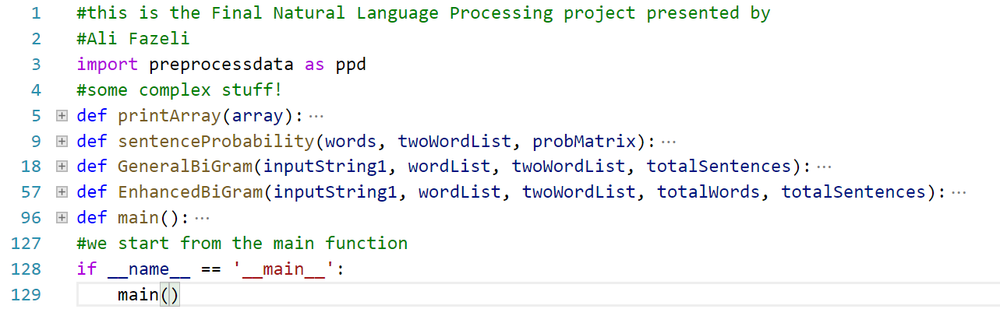 1 #this is the Final Natural Language Processing project presented by
2 #Ali Fazeli
3 import preprocessdata as ppd
4 #some complex stuff!
5 def printArray(array):···
9 def sentenceProbability(words, twoWordList, probMatrix):···
18 def GeneralBiGram(inputString1, wordList, twoWordList, totalSentences):···
57 def EnhancedBiGram(inputString1, wordList, twoWordList, totalWords, totalSentences):···
96 def main():···
127 #we start from the main function
128 if __name__ == '__main__':
129     main()